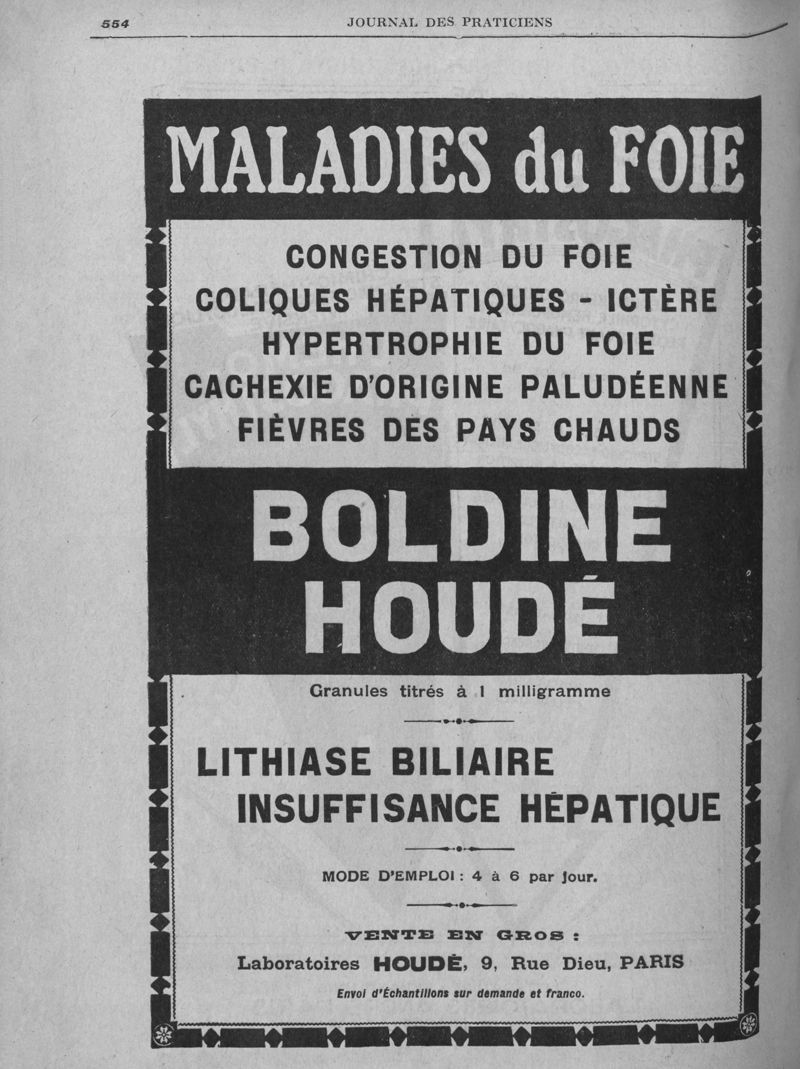 554
JOURNAL DES PRATICIENS
MALADIES du FOIE
CONGESTION DU FOIE
COLIQUES HÉPATIQUES - ICTÈRE
HYPERTROPHIE DU FOIE
CACHEXIE D'ORIGINE PALUDÉENNE
FIÈVRES DES PAYS CHAUDS
BOLDINE
HOUDÉ
Granules titrés à 1 milligramme
LITHIASE BILIAIRE
INSUFFISANCE HÉPATIQUE
MODE D'EMPLOI : 4 à 6 par jour.
VENTE EN GROS :
Laboratoires HOUDÉ, 9, Rue Dieu, PARIS
Envoi d'Échantillons sur demande et franco.